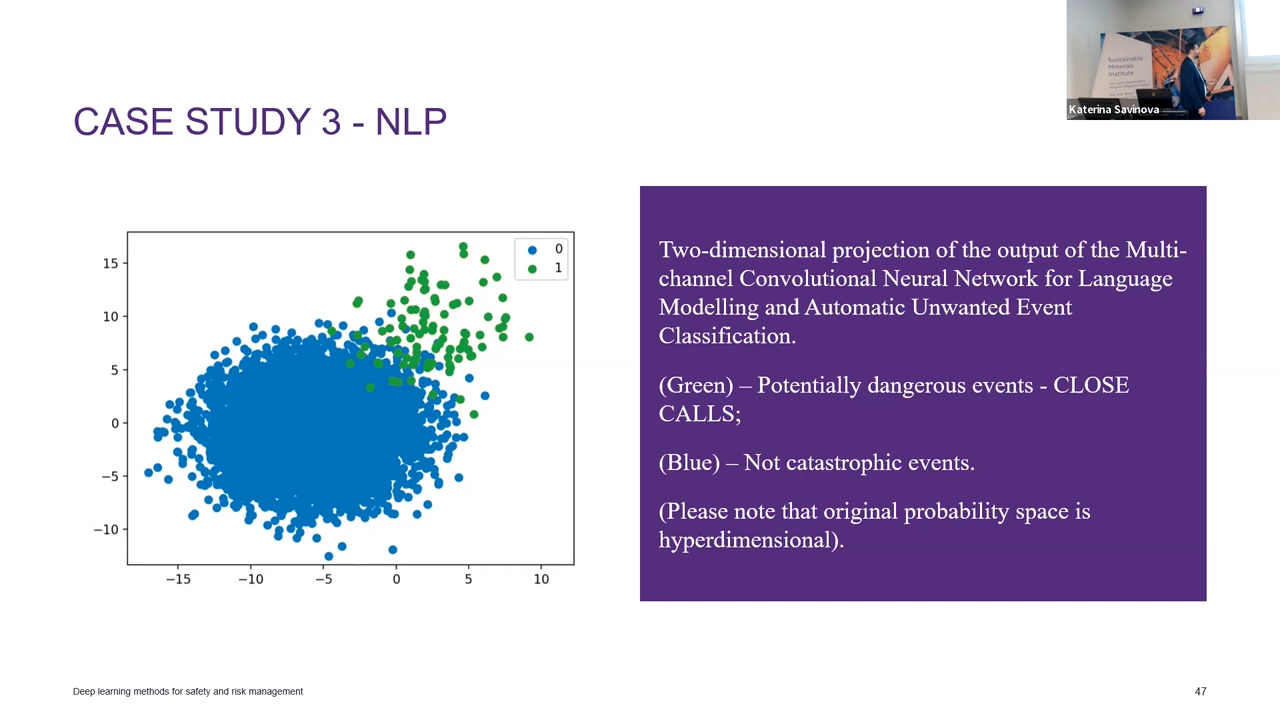 Sustainable
Minerals
Institute
Katerina Savinova
CASE STUDY 3 - NLP
0
1
15
10
5
0
−5
−10
−15
−10
−5
0
5
10
Two-dimensional projection of the output of the Multi-
channel Convolutional Neural Network for Language
Modelling and Automatic Unwanted Event
Classification.
(Green) – Potentially dangerous events - CLOSE
CALLS;
(Blue) – Not catastrophic events.
(Please note that original probability space is
hyperdimensional).
Deep learning methods for safety and risk management
47